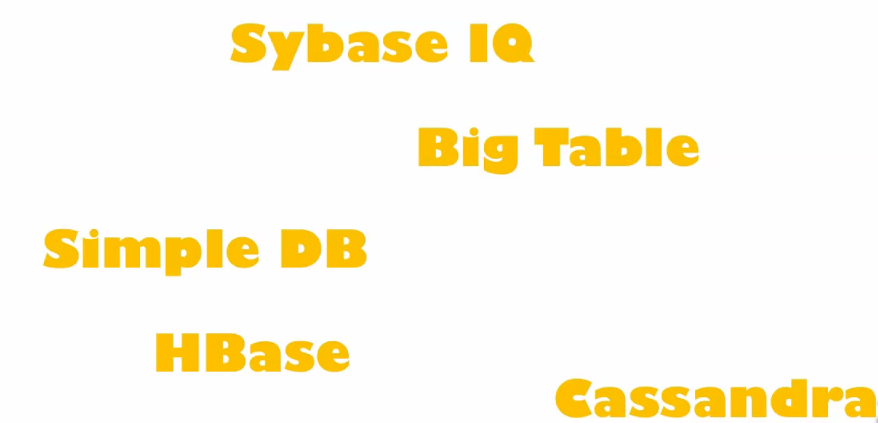 Sybase IQ
Big Table
Simple DB
HBase
Cassandra